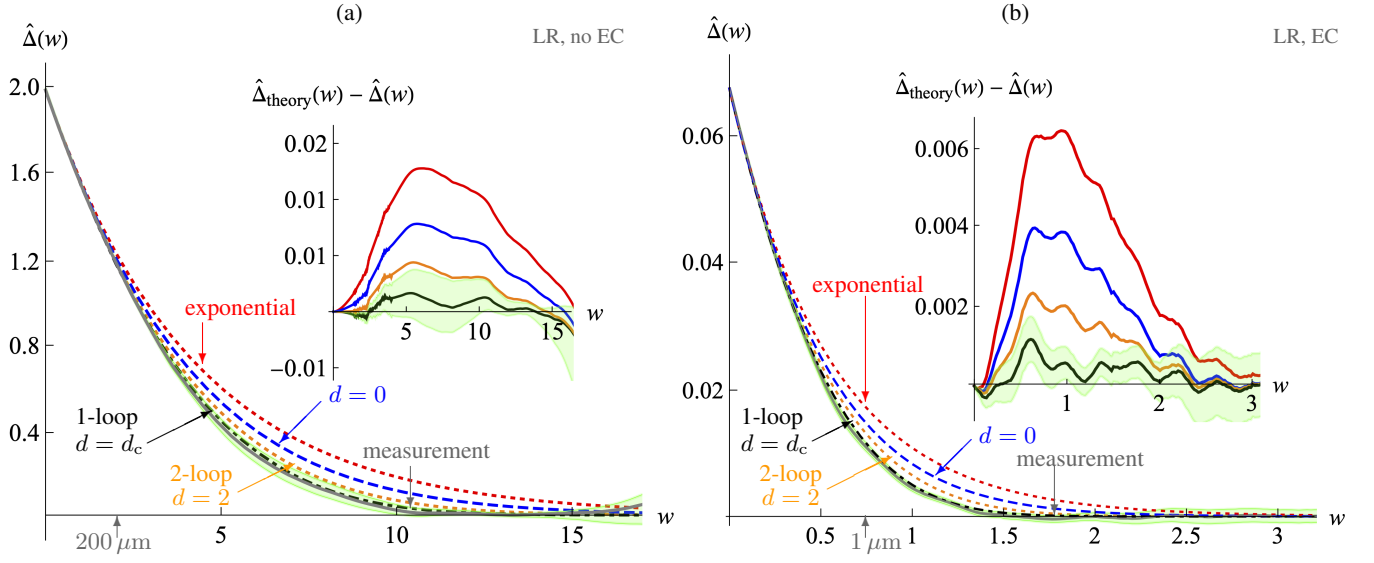 (a)
Δ̂(w)
LR, no EC
2.0
1.6
1.2
0.8
0.4
Δ̂theory(w) − Δ̂(w)
0.02
0.01
0.01
−0.01
5
10
15
w
exponential
d = 0
1-loop
d = dc
2-loop
d = 2
measurement
5
10
15
w
200 μm
(b)
Δ̂(w)
LR, EC
0.06
0.04
0.02
Δ̂theory(w) − Δ̂(w)
0.006
0.004
0.002
1
2
3
w
exponential
1-loop
d = dc
d = 0
2-loop
d = 2
measurement
0.5
1
1.5
2
2.5
3
w
1 μm